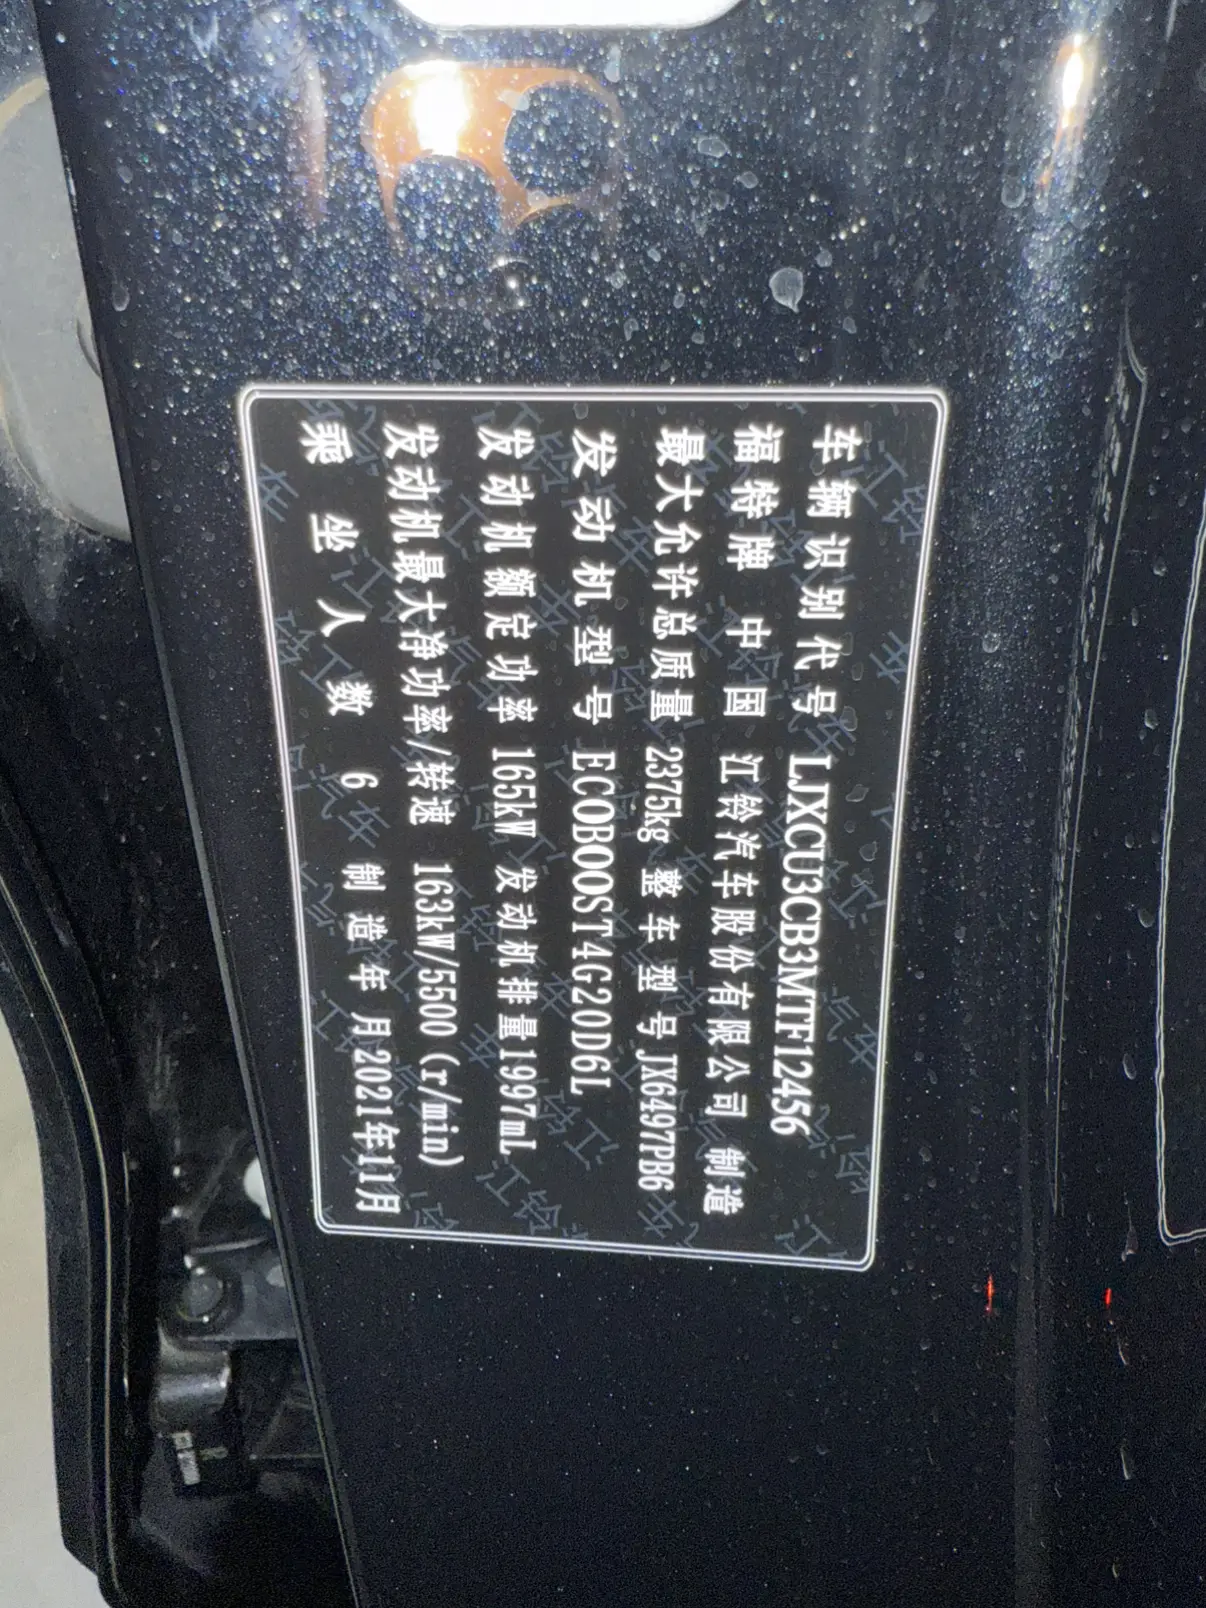 车辆识别代号 LJXCU3CB3MTF12456
福特牌 中国 江铃汽车股份有限公司 制造
最大允许总质量 2375kg 整车型号 JX6497PB6
发动机型号 ECOBOOST4G20D6L
发动机额定功率 165kW 发动机排量1997mL
发动机最大净功率/转速 163kW/5500(r/min)
乘坐人数 6 制造年月2021年11月